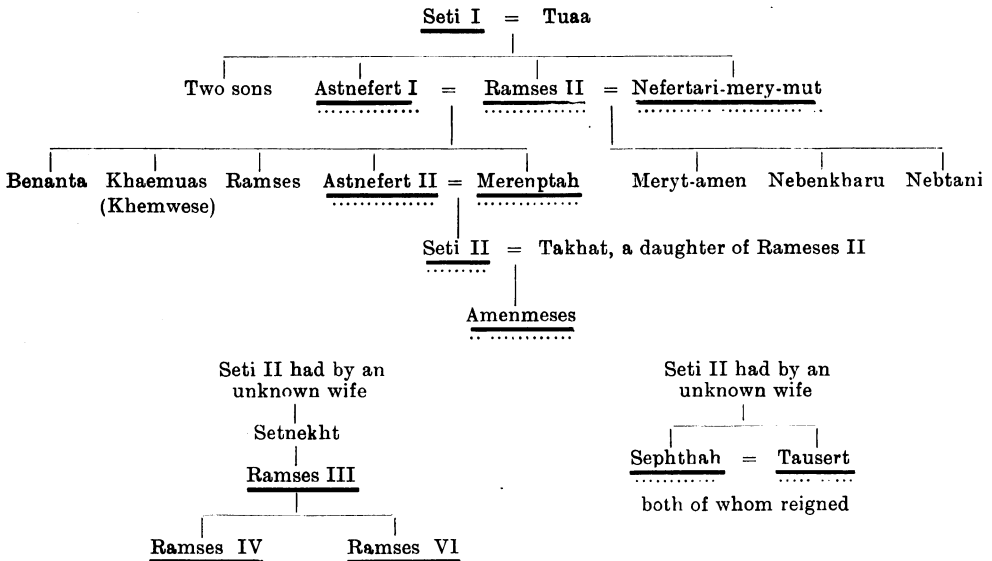 Seti I = Tuaa
Two sons Astnefert I = Ramses II = Nefertari-mery-mut
Benanta Khaemuas Ramses Astnefert II = Merenptah Meryt-amen Nebenkharu Nebtani
(Khemwese)
Seti II = Takhat, a daughter of Rameses II
Amenmeses
Seti II had by an
unknown wife
Setnekht
Ramses III
Ramses IV Ramses VI
Seti II had by an
unknown wife
Sephthah = Tausert
both of whom reigned